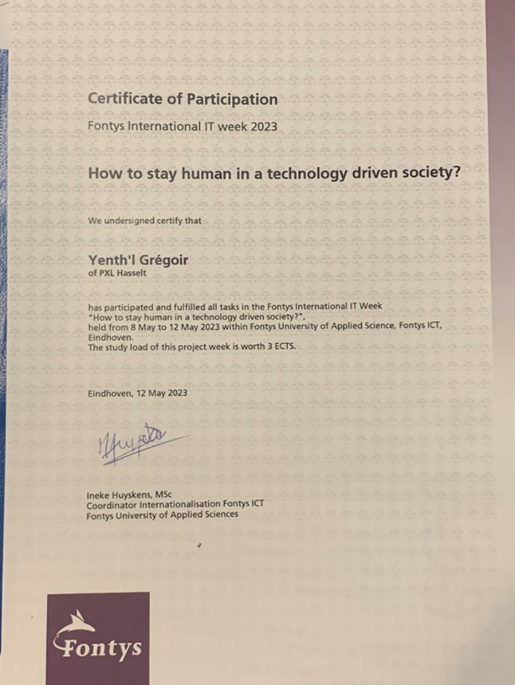 Certificate of Participation
Fontys International IT week 2023
How to stay human in a technology driven society?
We undersigned certify that
Yenth'l Grégoir
of PXL Hasselt
has participated and fulfilled all tasks in the Fontys International IT Week
"How to stay human in a technology driven society?",
held from 8 May to 12 May 2023 within Fontys University of Applied Science, Fontys ICT,
Eindhoven.
The study load of this project week is worth 3 ECTS.
Eindhoven, 12 May 2023
Ineke Huyskens, MSc
Coordinator Internationalisation Fontys ICT
Fontys University of Applied Sciences
Fontys